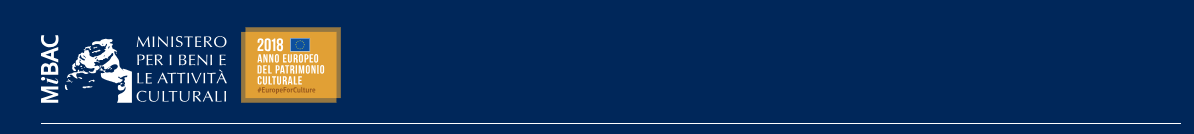 MiBAC
MINISTERO
PER I BENI E
LE ATTIVITÀ
CULTURALI
2018
ANNO EUROPEO
DEL PATRIMONIO
CULTURALE
#EuropeForCulture